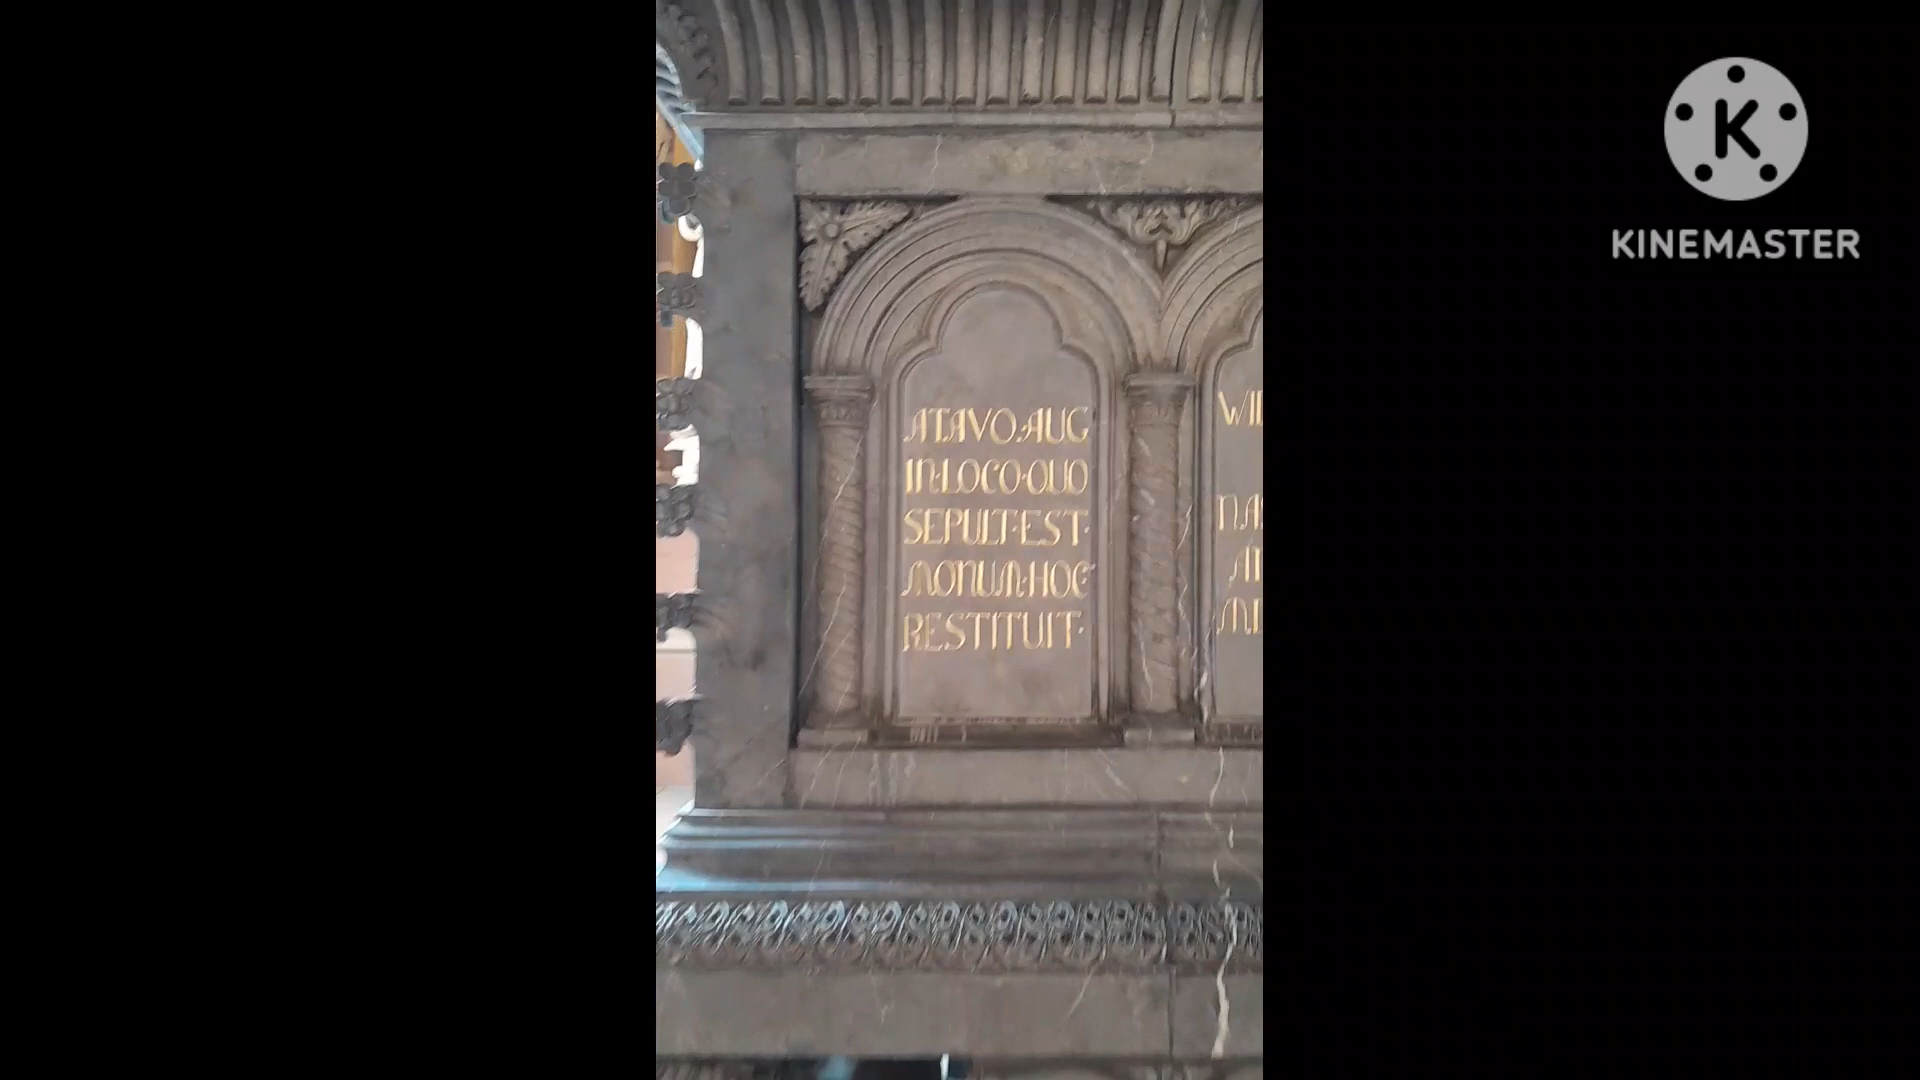 ATAVO·AUG
IN·LOCO·QUO
SEPULT·EST·
MONUM·HOC
RESTITUIT·
KINEMASTER